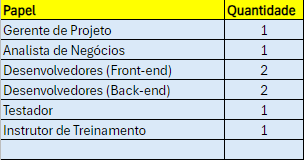 Papel Quantidade
Gerente de Projeto 1
Analista de Negócios 1
Desenvolvedores (Front-end) 2
Desenvolvedores (Back-end) 2
Testador 1
Instrutor de Treinamento 1